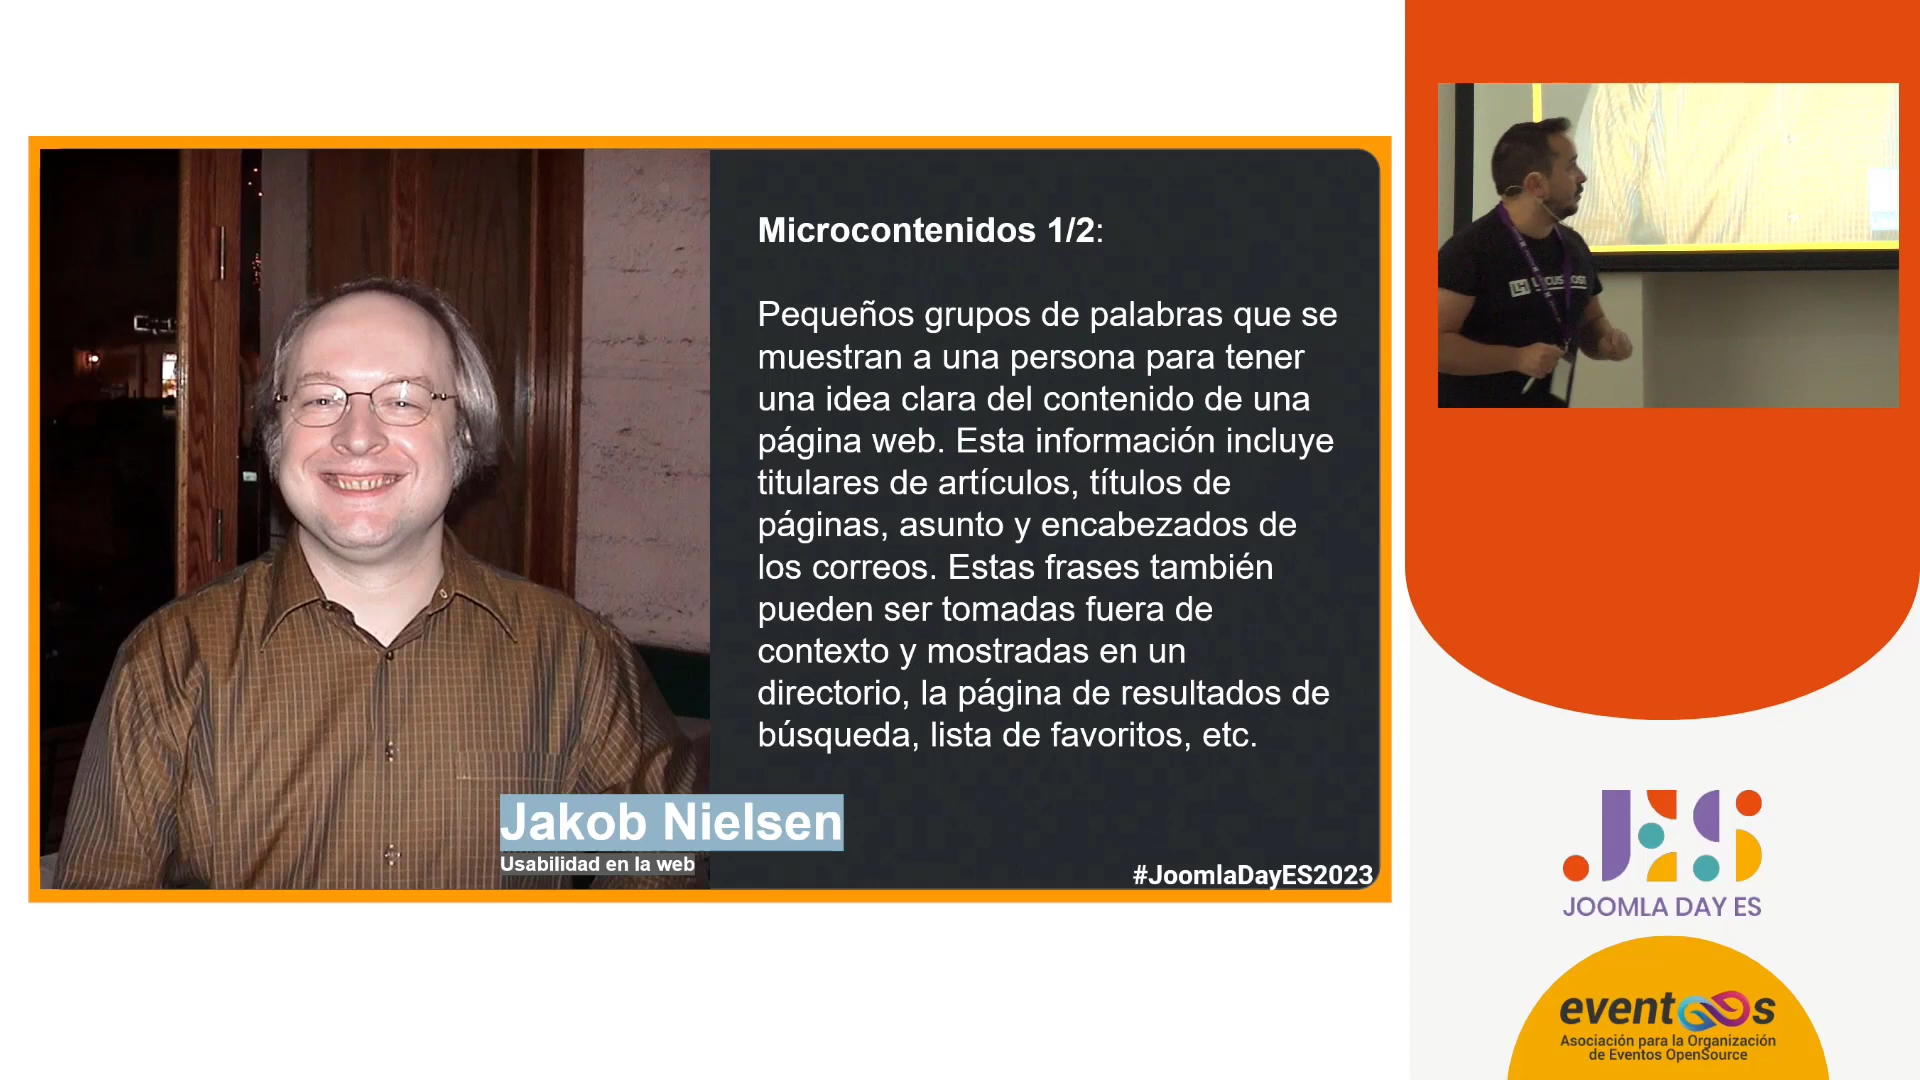 Microcontenidos 1/2:
Pequeños grupos de palabras que se
muestran a una persona para tener
una idea clara del contenido de una
página web. Esta información incluye
titulares de artículos, títulos de
páginas, asunto y encabezados de
los correos. Estas frases también
pueden ser tomadas fuera de
contexto y mostradas en un
directorio, la página de resultados de
búsqueda, lista de favoritos, etc.
Jakob Nielsen
Usabilidad en la web
#JoomlaDayES2023
JES
JOOMLA DAY ES
eventoos
Asociación para la Organización
de Eventos OpenSource